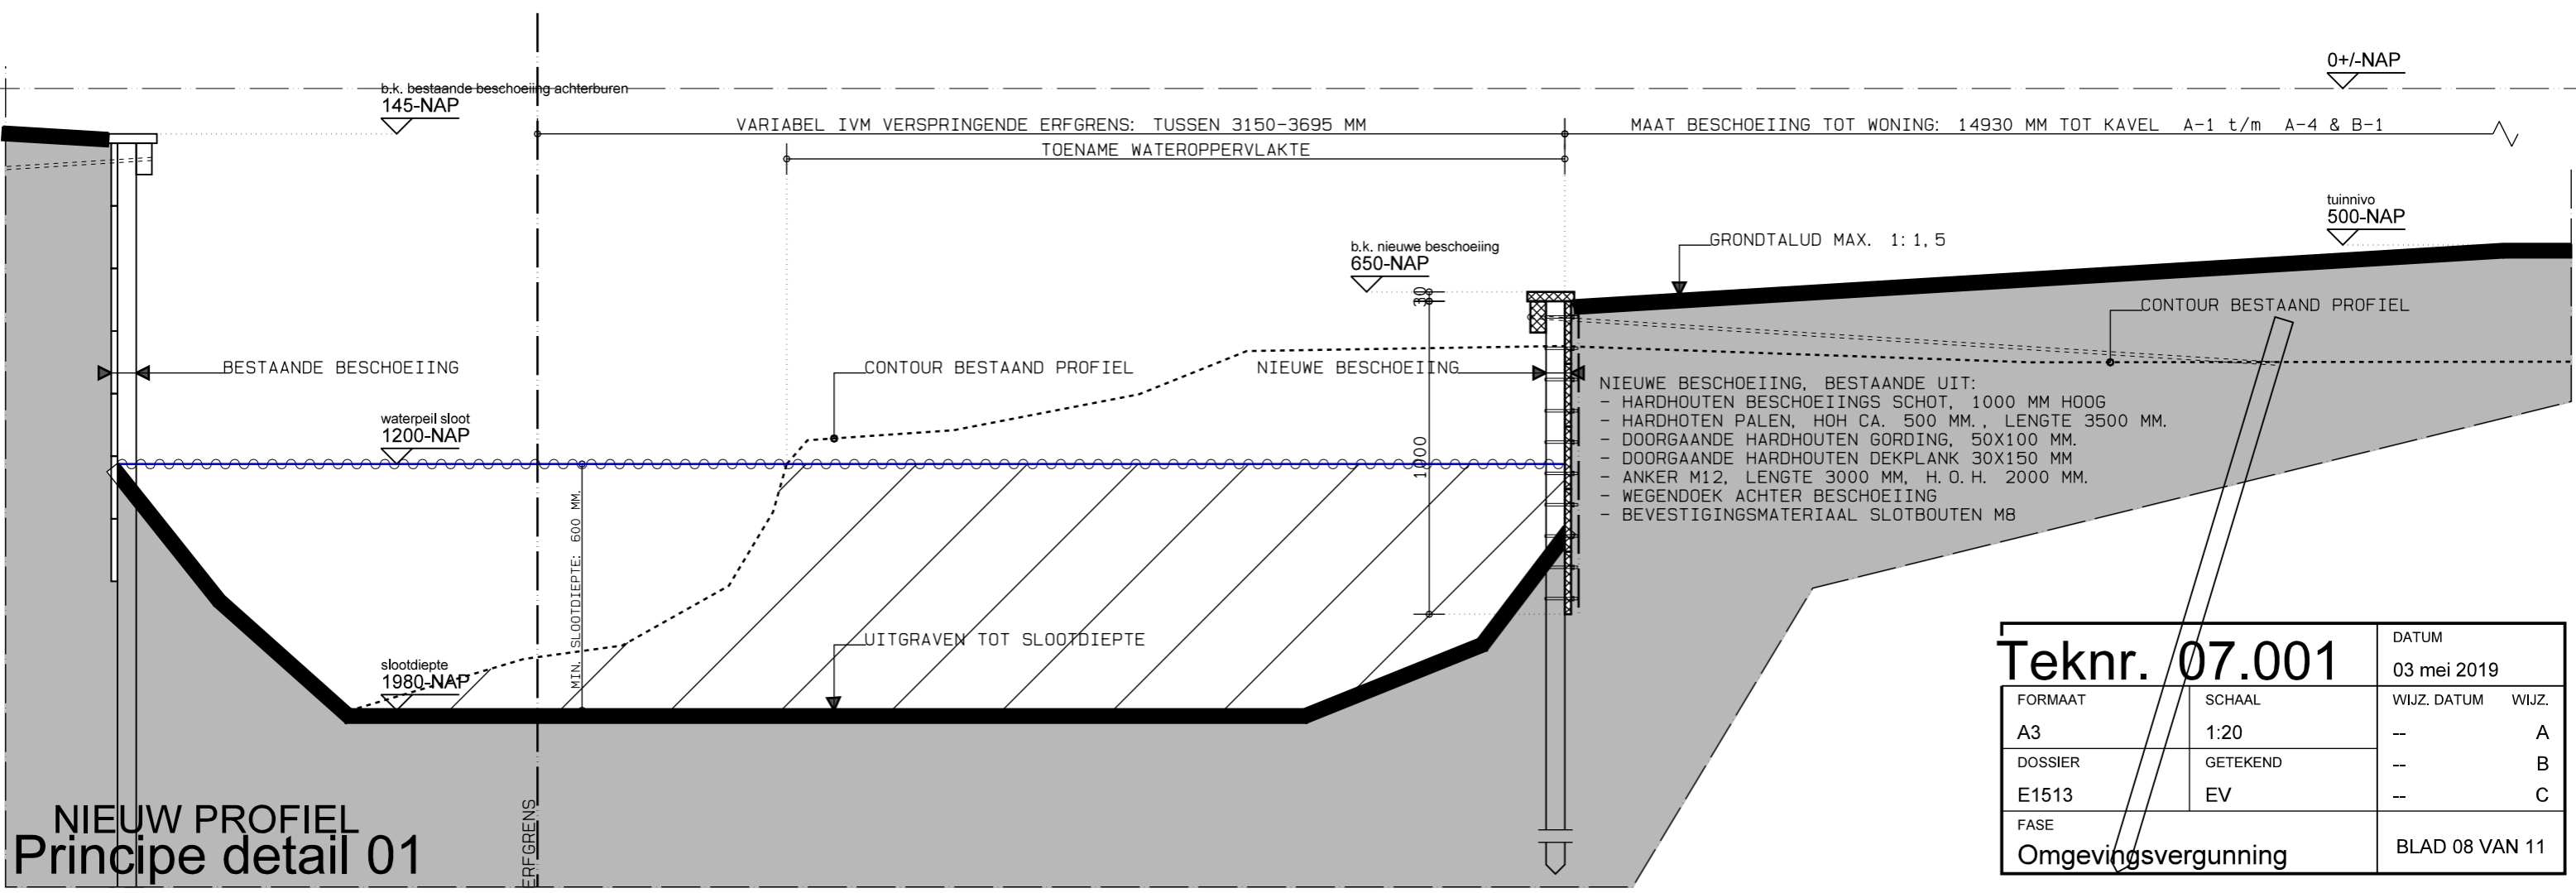 0+/-NAP
b.k. bestaande beschoeiing achterburen
145-NAP
VARIABEL IVM VERSPRINGENDE ERFGRENS: TUSSEN 3150-3695 MM
MAAT BESCHOEIING TOT WONING: 14930 MM TOT KAVEL A-1 t/m A-4 & B-1
TOENAME WATEROPPERVLAKTE
tuinnivo
500-NAP
b.k. nieuwe beschoeiing
650-NAP
GRONDTALUD MAX. 1:1,5
30
CONTOUR BESTAAND PROFIEL
BESTAANDE BESCHOEIING
CONTOUR BESTAAND PROFIEL
NIEUWE BESCHOEIING
NIEUWE BESCHOEIING, BESTAANDE UIT:
- HARDHOUTEN BESCHOEIINGS SCHOT, 1000 MM HOOG
- HARDHOTEN PALEN, HOH CA. 500 MM., LENGTE 3500 MM.
- DOORGAANDE HARDHOUTEN GORDING, 50X100 MM.
- DOORGAANDE HARDHOUTEN DEKPLANK 30X150 MM
- ANKER M12, LENGTE 3000 MM, H.O.H. 2000 MM.
- WEGENDOEK ACHTER BESCHOEIING
- BEVESTIGINGSMATERIAAL SLOTBOUTEN M8
waterpeil sloot
1200-NAP
1000
MIN. SLOOTDIEPTE: 600 MM.
UITGRAVEN TOT SLOOTDIEPTE
slootdiepte
1980-NAP
ERFGRENS
NIEUW PROFIEL
Principe detail 01
Teknr. 07.001
DATUM
03 mei 2019
FORMAAT
A3
SCHAAL
1:20
WIJZ. DATUM WIJZ.
-- A
DOSSIER
E1513
GETEKEND
EV
-- B
-- C
FASE
Omgevingsvergunning
BLAD 08 VAN 11